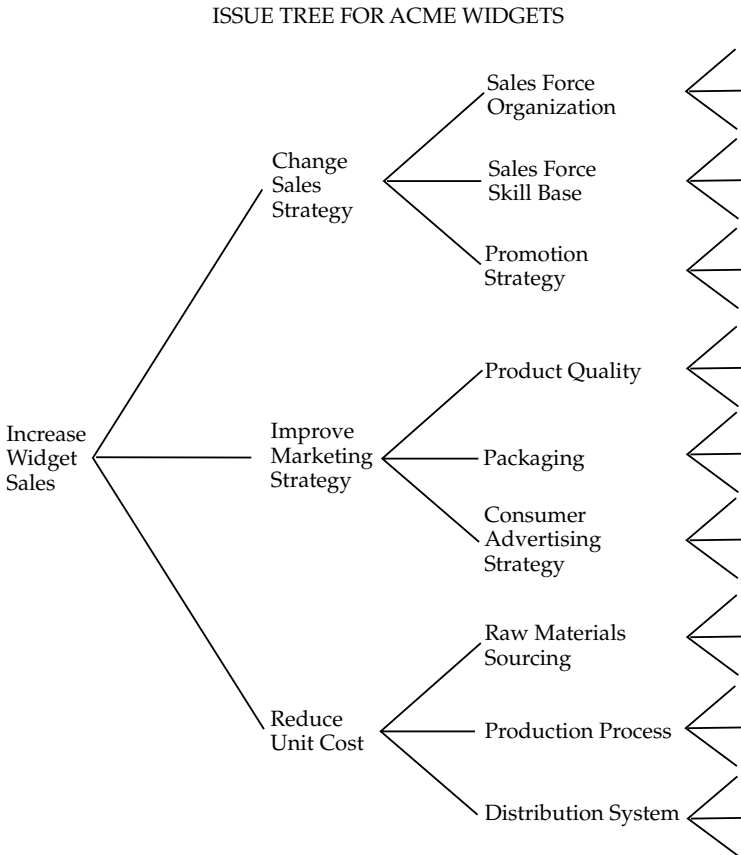 ISSUE TREE FOR ACME WIDGETS
Sales Force
Organization
Change
Sales
Strategy
Sales Force
Skill Base
Promotion
Strategy
Product Quality
Increase
Widget
Sales
Improve
Marketing
Strategy
Packaging
Consumer
Advertising
Strategy
Raw Materials
Sourcing
Reduce
Unit Cost
Production Process
Distribution System